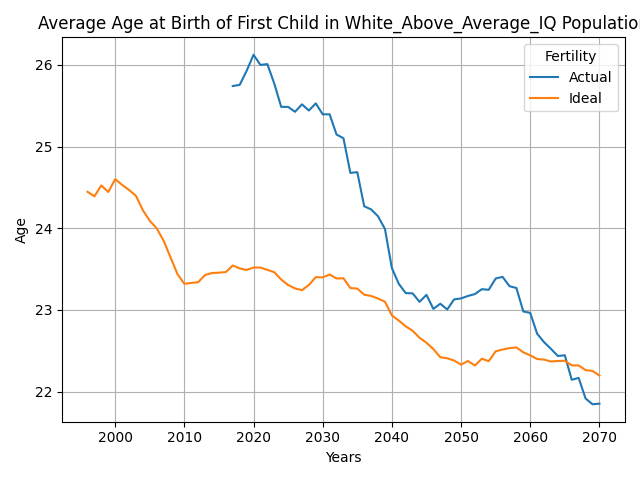 Average Age at Birth of First Child in White_Above_Average_IQ Population
Fertility
Actual
Ideal
26
25
24
23
22
Age
2000
2010
2020
2030
2040
2050
2060
2070
Years